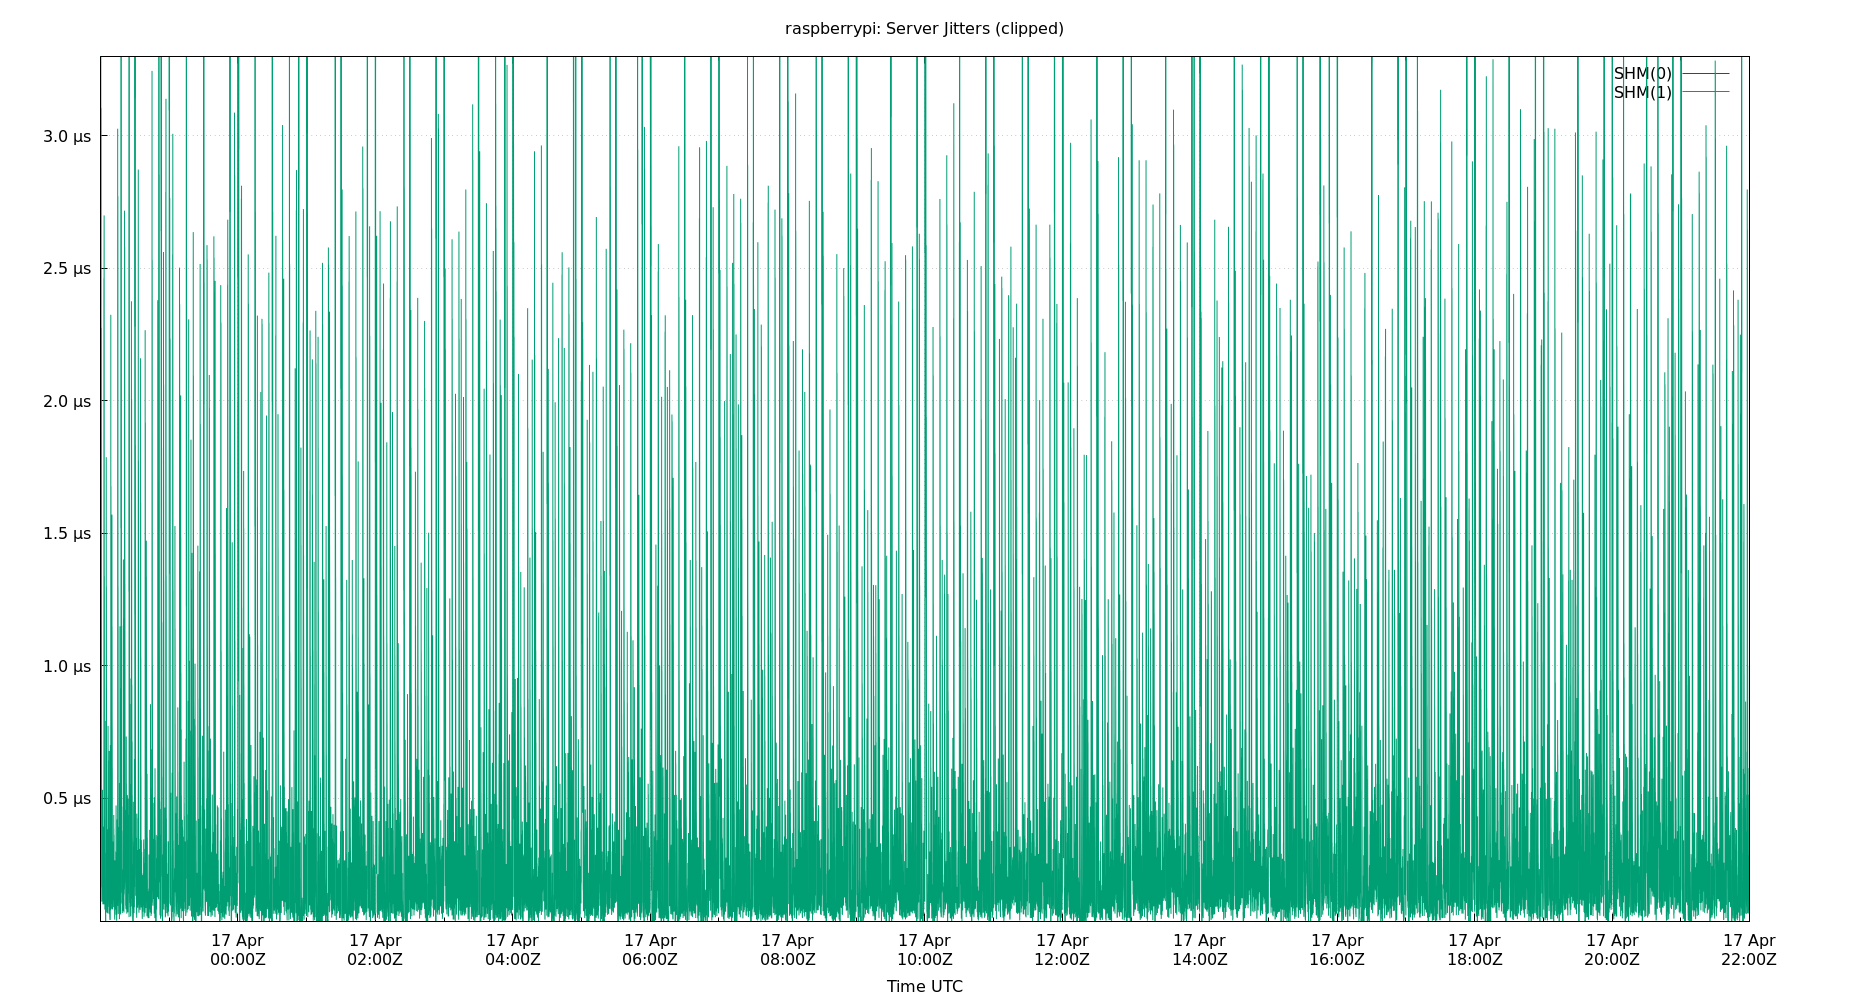 raspberrypi: Server Jitters (clipped)
SHM(0)
SHM(1)
3.0 µs
2.5 µs
2.0 µs
1.5 µs
1.0 µs
0.5 µs
17 Apr 17 Apr 17 Apr 17 Apr 17 Apr 17 Apr 17 Apr 17 Apr 17 Apr 17 Apr 17 Apr 17 Apr
00:00Z 02:00Z 04:00Z 06:00Z 08:00Z 10:00Z 12:00Z 14:00Z 16:00Z 18:00Z 20:00Z 22:00Z
Time UTC